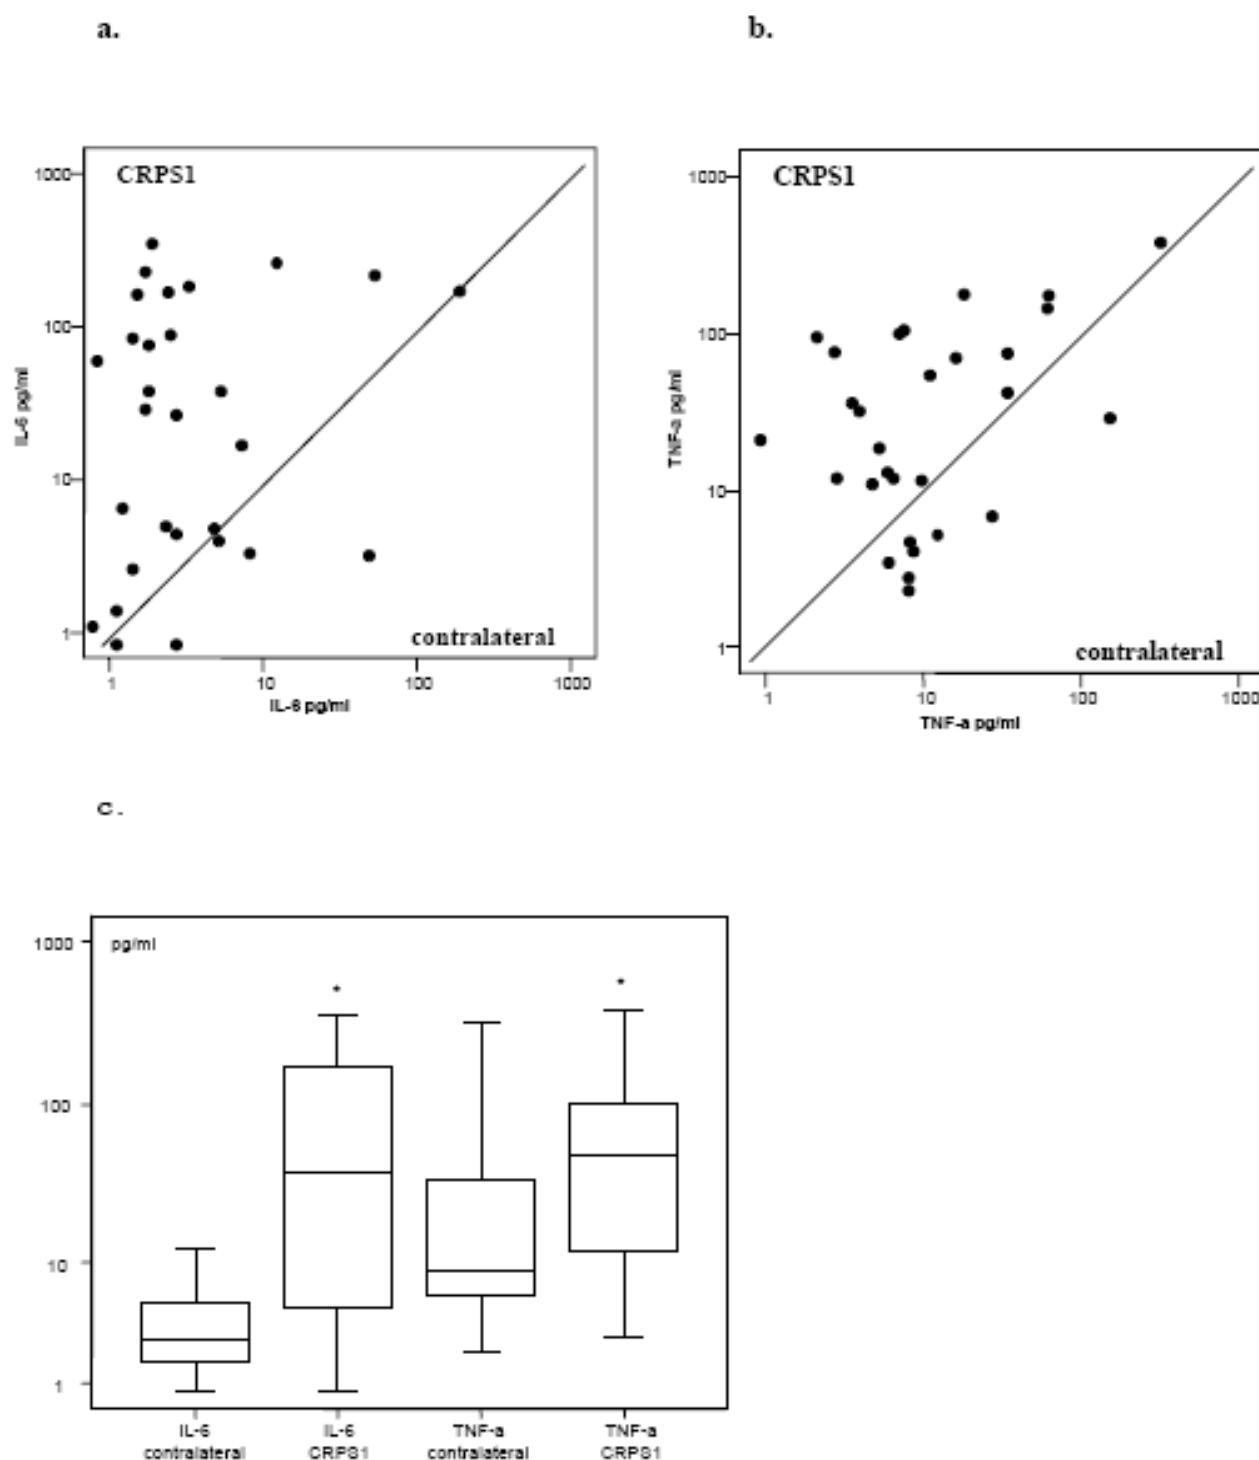 a.
CRPS1
1000
100
10
1
IL-6 pg/ml
contralateral
1
10
100
1000
IL-6 pg/ml
b.
CRPS1
1000
100
10
1
TNF-a pg/ml
contralateral
1
10
100
1000
TNF-a pg/ml
c.
1000
pg/ml
*
*
100
10
1
IL-6
contralateral
IL-6
CRPS1
TNF-a
contralateral
TNF-a
CRPS1